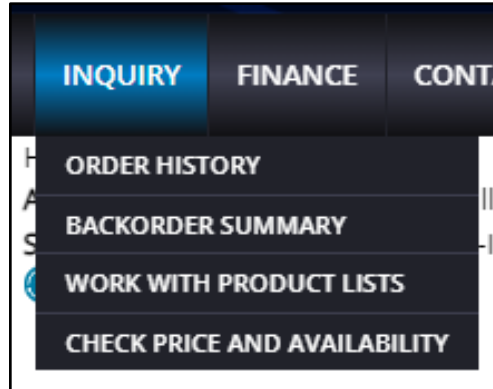 INQUIRY FINANCE
ORDER HISTORY
BACKORDER SUMMARY
WORK WITH PRODUCT LISTS
CHECK PRICE AND AVAILABILITY